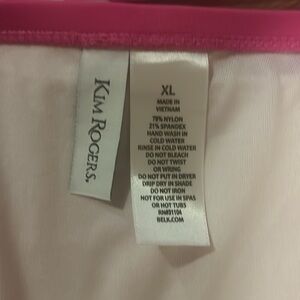 KIM ROGERS.
XL
MADE IN
VIETNAM
79% NYLON
21% SPANDEX
HAND WASH IN
COLD WATER
RINSE IN COLD WATER
DO NOT BLEACH
DO NOT TWIST
OR WRING
DO NOT PUT IN DRYER
DRIP DRY IN SHADE
DO NOT IRON
NOT FOR USE IN SPAS
OR HOT TUBS
RN#81104
BELK.COM